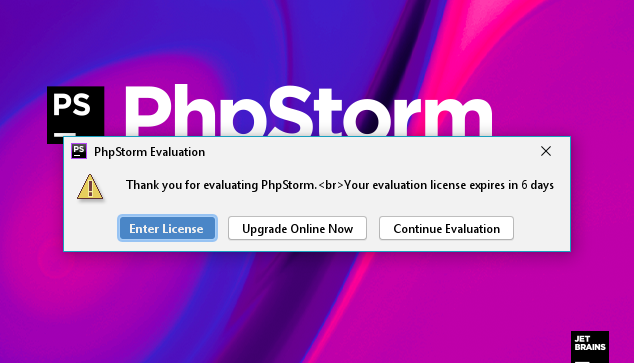 PS
PhpStorm
PS PhpStorm Evaluation
Thank you for evaluating PhpStorm.<br>Your evaluation license expires in 6 days
Enter License
Upgrade Online Now
Continue Evaluation
JET
BRAINS